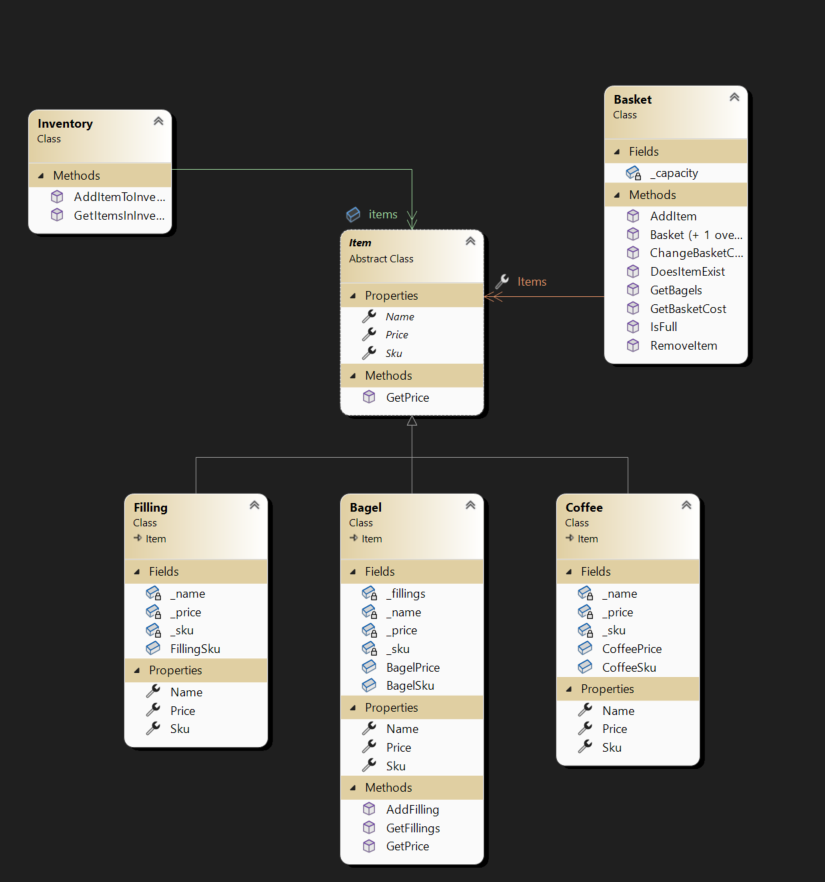 Inventory
Class
Methods
AddItemToInve...
GetItemsInInve...
items
Item
Abstract Class
Properties
Name
Price
Sku
Methods
GetPrice
Items
Basket
Class
Fields
_capacity
Methods
AddItem
Basket (+ 1 ove...
ChangeBasketC...
DoesItemExist
GetBagels
GetBasketCost
IsFull
RemoveItem
Filling
Class
Item
Fields
_name
_price
_sku
FillingSku
Properties
Name
Price
Sku
Bagel
Class
Item
Fields
_fillings
_name
_price
_sku
BagelPrice
BagelSku
Properties
Name
Price
Sku
Methods
AddFilling
GetFillings
GetPrice
Coffee
Class
Item
Fields
_name
_price
_sku
CoffeePrice
CoffeeSku
Properties
Name
Price
Sku